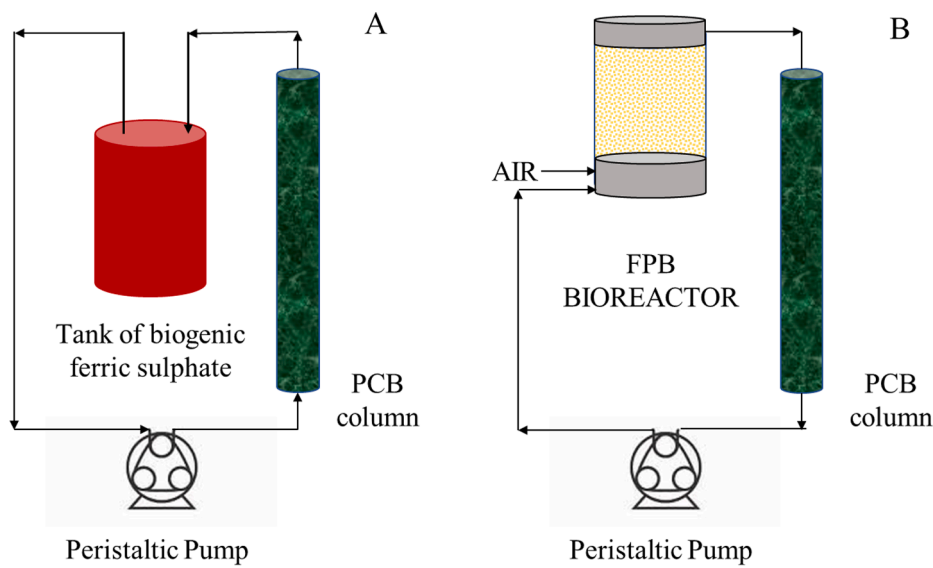 A
Tank of biogenic
ferric sulphate
PCB
column
Peristaltic Pump
B
AIR
FPB
BIOREACTOR
PCB
column
Peristaltic Pump